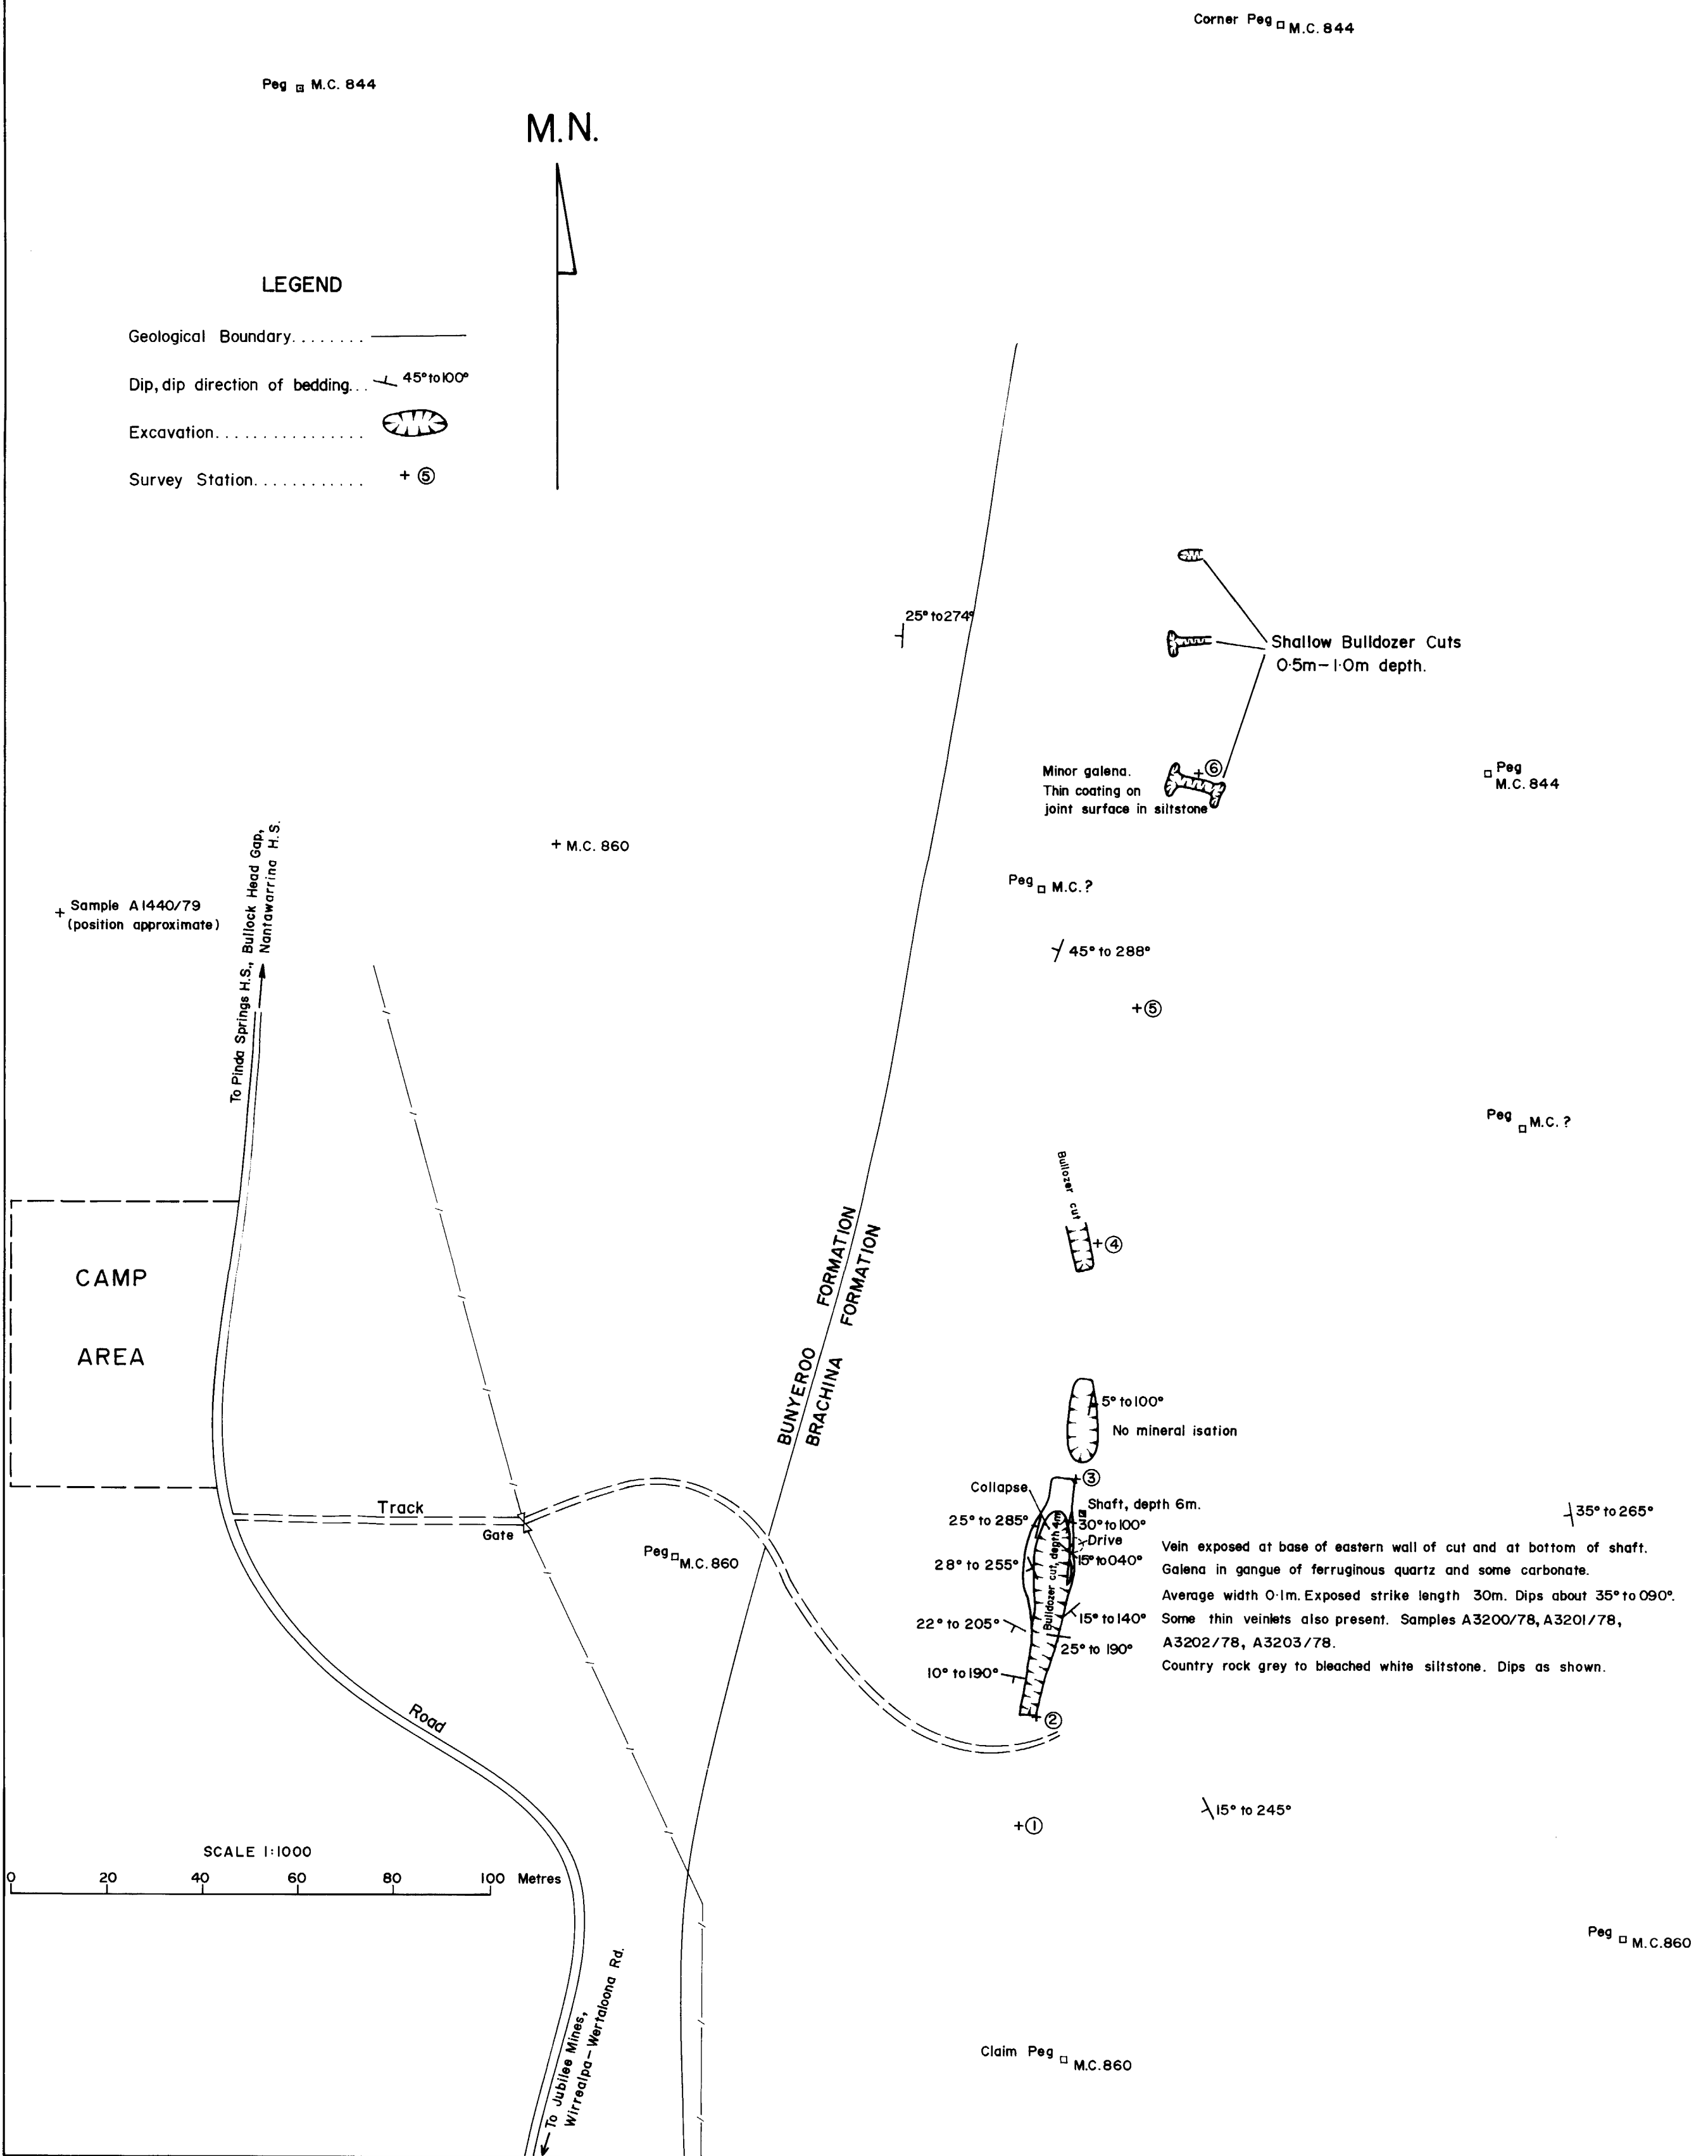 Corner Peg M.C. 844
Peg M.C. 844
M.N.
LEGEND
Geological Boundary........
Dip, dip direction of bedding... 45° to 100°
Excavation................
Survey Station............ + ⑤
25° to 274°
Shallow Bulldozer Cuts
0·5m–1·0m depth.
⑥
Minor galena.
Thin coating on
joint surface in siltstone
Peg
M.C. 844
+ M.C. 860
Peg M.C. ?
+ Sample A1440/79
(position approximate)
To Pinda Springs H.S., Bullock Head Gap,
Nantawarrina H.S.
45° to 288°
+ ⑤
Peg M.C. ?
Bullozer cut
+ ④
CAMP
AREA
BUNYEROO FORMATION
BRACHINA FORMATION
5° to 100°
No mineral isation
③
Collapse
Shaft, depth 6m.
25° to 285°
30° to 100°
Drive
28° to 255°
15° to 040°
Bulldozer cut, depth 4m
35° to 265°
Track
Gate
Peg M.C. 860
Vein exposed at base of eastern wall of cut and at bottom of shaft.
Galena in gangue of ferruginous quartz and some carbonate.
Average width 0·1m. Exposed strike length 30m. Dips about 35° to 090°.
Some thin veinlets also present. Samples A3200/78, A3201/78,
A3202/78, A3203/78.
Country rock grey to bleached white siltstone. Dips as shown.
22° to 205°
15° to 140°
25° to 190°
10° to 190°
②
Road
15° to 245°
+ ①
SCALE 1:1000
0 20 40 60 80 100 Metres
Peg M.C. 860
To Jubilee Mines,
Wirrealpa–Wertaloona Rd.
Claim Peg M.C. 860